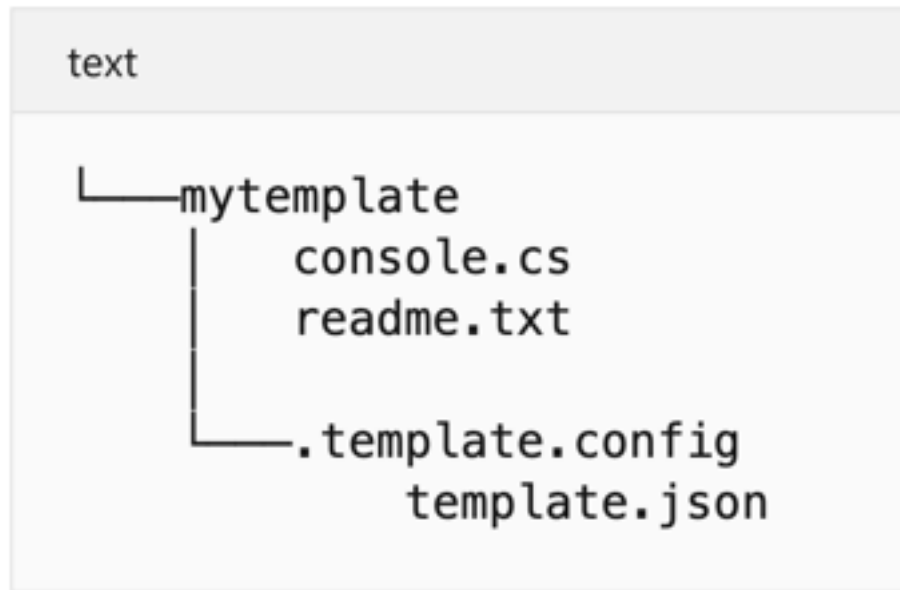 text
└───mytemplate
    │   console.cs
    │   readme.txt
    │
    └───.template.config
            template.json